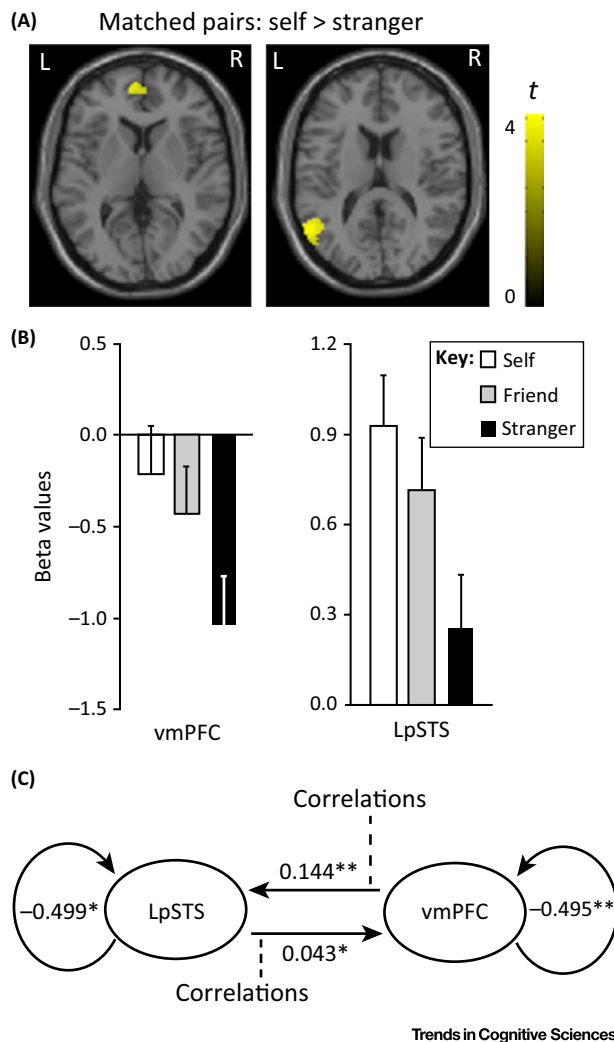 (A)
Matched pairs: self > stranger
L
R
L
R
t
4
0
(B)
0.5
0.0
–0.5
–1.0
–1.5
Beta values
vmPFC
1.2
0.9
0.6
0.3
0.0
LpSTS
Key: Self
Friend
Stranger
(C)
Correlations
0.144**
–0.499*
LpSTS
vmPFC
–0.495**
0.043*
Correlations
Trends in Cognitive Sciences